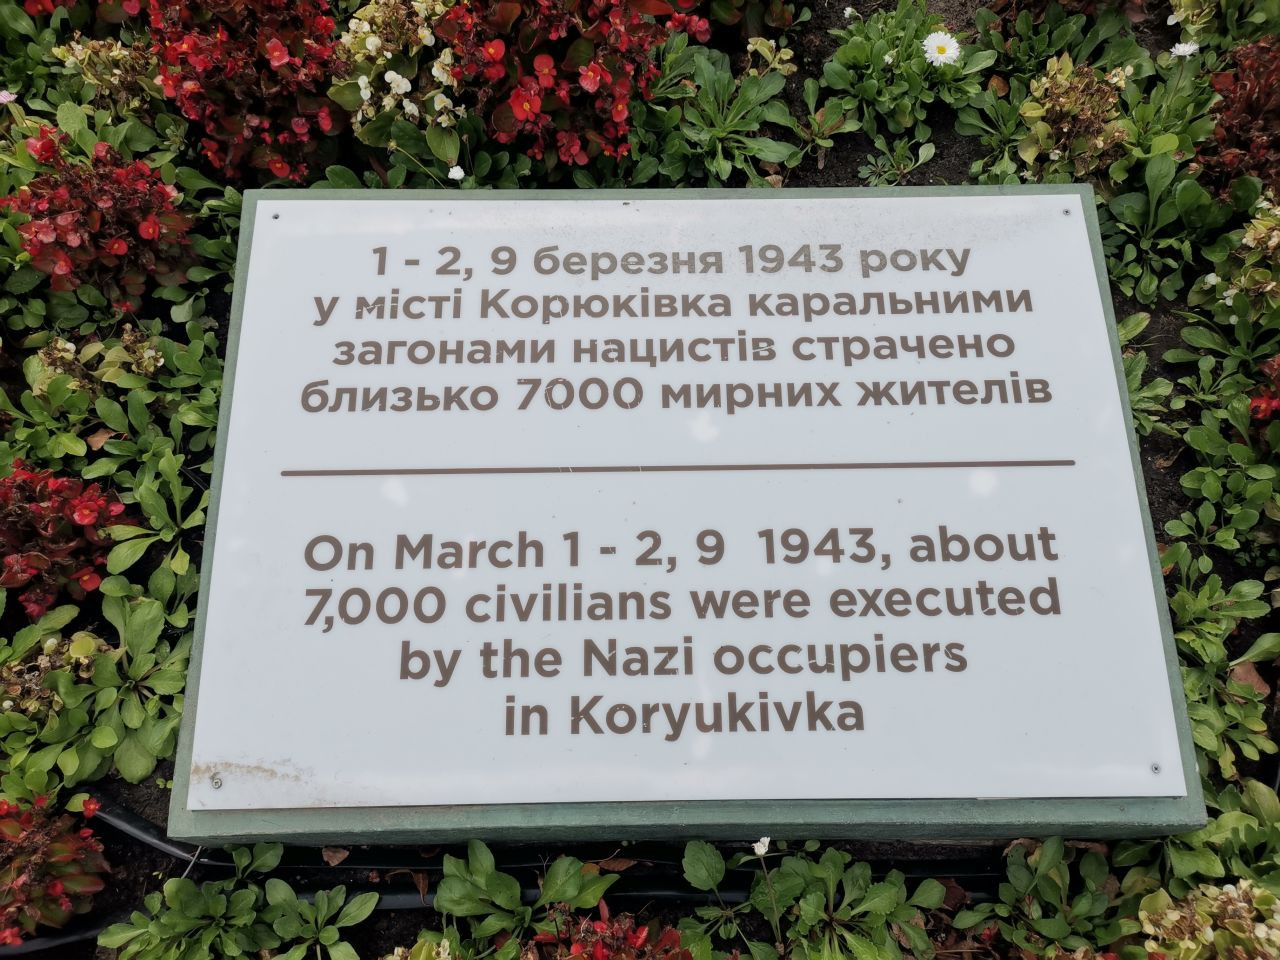 1 - 2, 9 березня 1943 року
у місті Корюківка каральними
загонами нацистів страчено
близько 7000 мирних жителів
On March 1 - 2, 9 1943, about
7,000 civilians were executed
by the Nazi occupiers
in Koryukivka